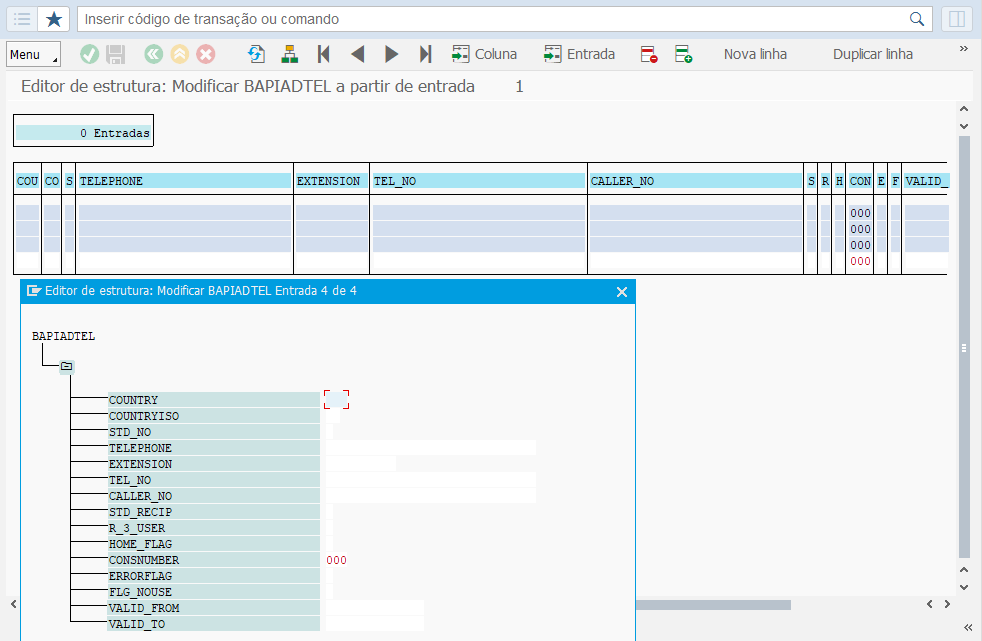 Inserir código de transação ou comando
Menu
Coluna
Entrada
Nova linha
Duplicar linha
Editor de estrutura: Modificar BAPIADTEL a partir de entrada 1
0 Entradas
COU CO S TELEPHONE EXTENSION TEL_NO CALLER_NO S R H CON E F VALID_
000
000
000
000
Editor de estrutura: Modificar BAPIADTEL Entrada 4 de 4
BAPIADTEL
COUNTRY
COUNTRYISO
STD_NO
TELEPHONE
EXTENSION
TEL_NO
CALLER_NO
STD_RECIP
R_3_USER
HOME_FLAG
CONSNUMBER 000
ERRORFLAG
FLG_NOUSE
VALID_FROM
VALID_TO